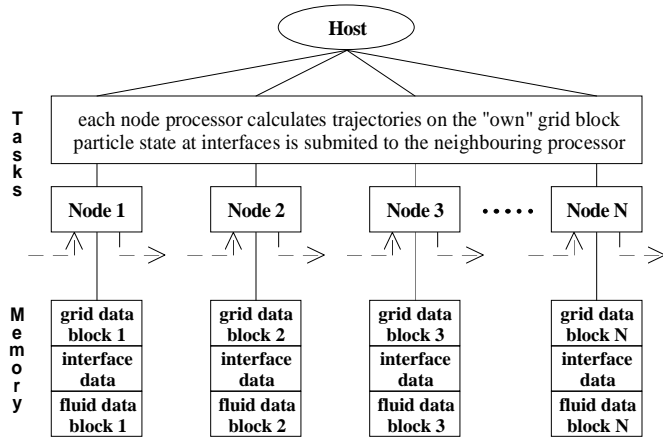 Host
Tasks
each node processor calculates trajectories on the "own" grid block
particle state at interfaces is submited to the neighbouring processor
Node 1 Node 2 Node 3 ..... Node N
Memory
grid data grid data grid data grid data
block 1 block 2 block 3 block N
interface interface interface interface
data data data data
fluid data fluid data fluid data fluid data
block 1 block 2 block 3 block N